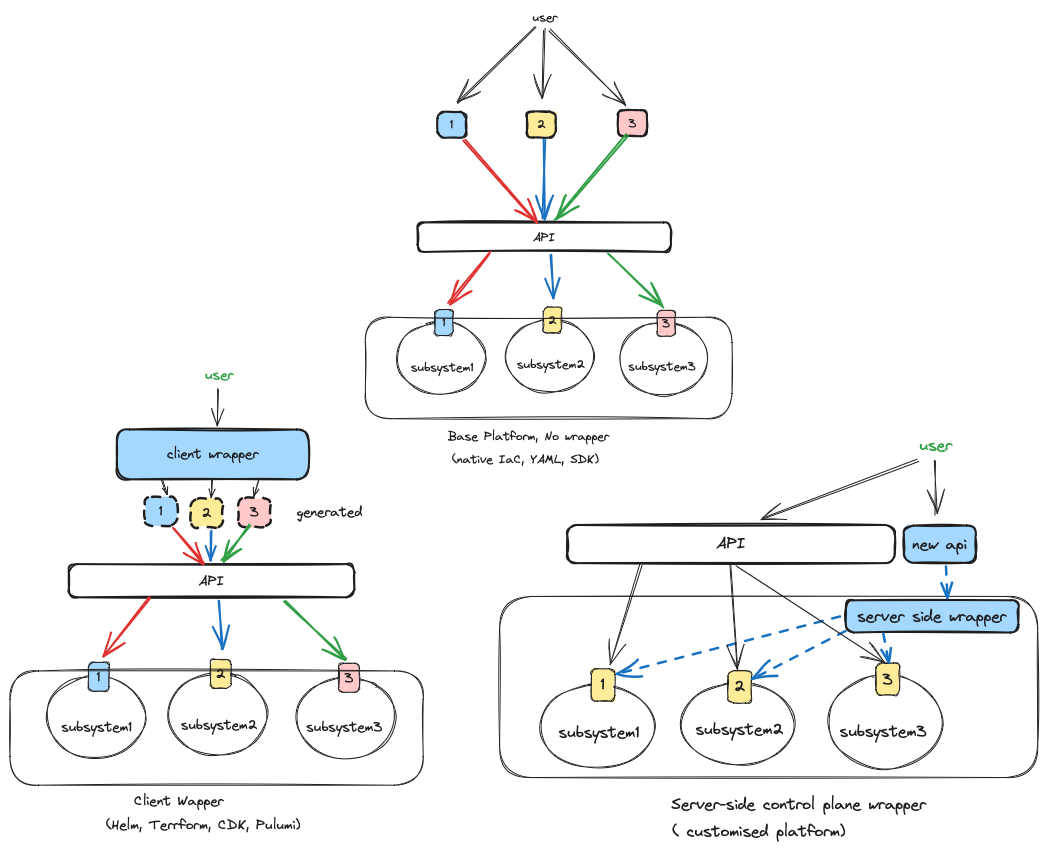 user
1
2
3
API
1
2
3
subsystem1
subsystem2
subsystem3
Base Platform, No wrapper
(native IaC, YAML, SDK)
user
client wrapper
1
2
3
generated
API
1
2
3
subsystem1
subsystem2
subsystem3
Client Wapper
(Helm, Terrform, CDK, Pulumi)
user
API
new api
server side wrapper
1
2
3
subsystem1
subsystem2
subsystem3
Server-side control plane wrapper
( customised platform)